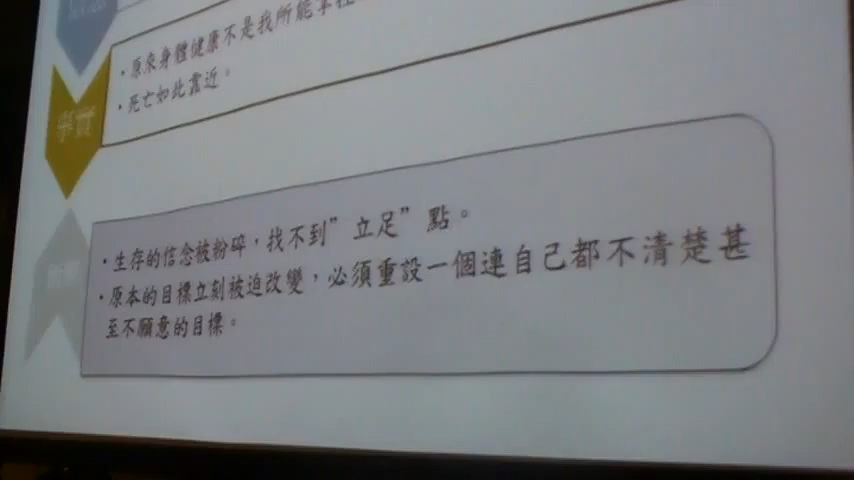 ・原來身體健康不是我所能掌控
・死亡如此靠近。
事實
・生存的信念被粉碎，找不到”立足”點。
・原本的目標立刻被迫改變，必須重設一個連自己都不清楚甚
至不願意的目標。